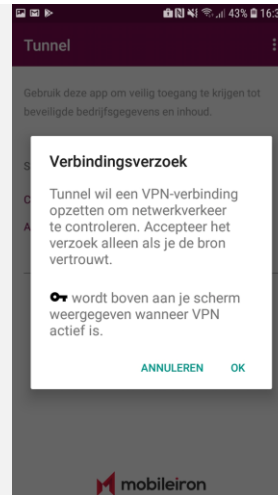 43% 16:3
Tunnel
Gebruik deze app om veilig toegang te krijgen tot
beveiligde bedrijfsgegevens en inhoud.
S
Verbindingsverzoek
Tunnel wil een VPN-verbinding
C
opzetten om netwerkverkeer
A
te controleren. Accepteer het
verzoek alleen als je de bron
vertrouwt.
wordt boven aan je scherm
weergegeven wanneer VPN
actief is.
ANNULEREN OK
mobileiron